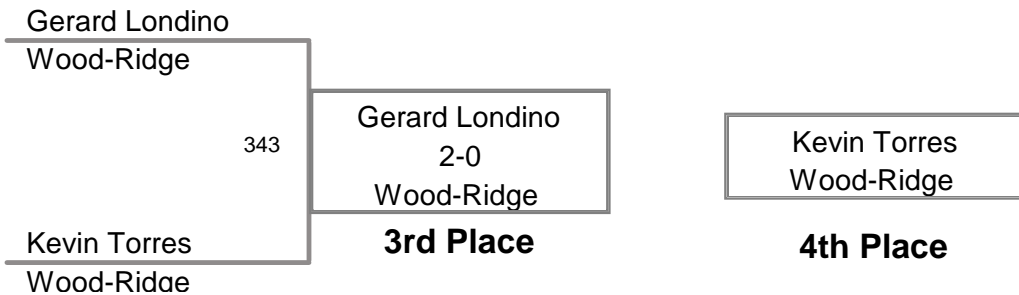 Gerard Londino
Wood-Ridge
343
Gerard Londino
2-0
Wood-Ridge
3rd Place
Kevin Torres
Wood-Ridge
4th Place
Kevin Torres
Wood-Ridge